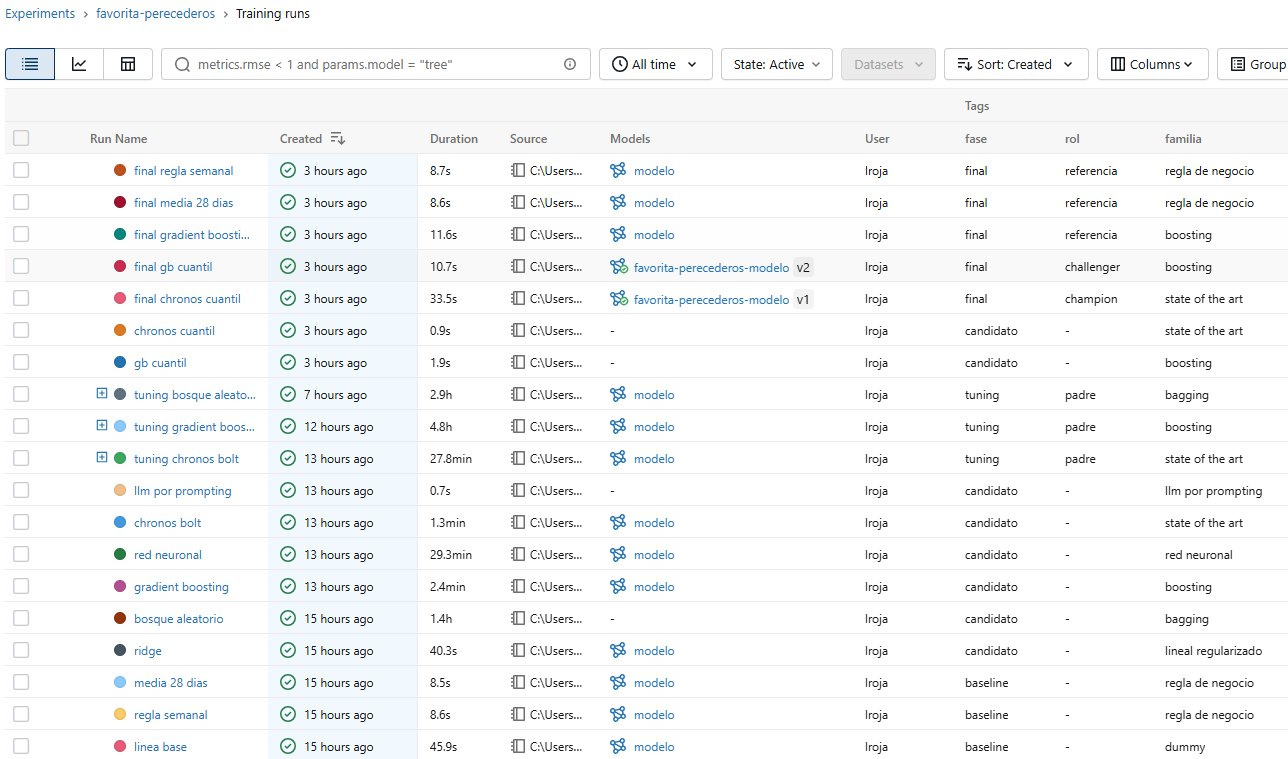 Experiments › favorita-perecederos › Training runs
metrics.rmse < 1 and params.model = "tree" All time State: Active Datasets Sort: Created Columns Group
Tags
Run Name Created Duration Source Models User fase rol familia
final regla semanal 3 hours ago 8.7s C:\Users... modelo lroja final referencia regla de negocio
final media 28 dias 3 hours ago 8.6s C:\Users... modelo lroja final referencia regla de negocio
final gradient boosti... 3 hours ago 11.6s C:\Users... modelo lroja final referencia boosting
final gb cuantil 3 hours ago 10.7s C:\Users... favorita-perecederos-modelo v2 lroja final challenger boosting
final chronos cuantil 3 hours ago 33.5s C:\Users... favorita-perecederos-modelo v1 lroja final champion state of the art
chronos cuantil 3 hours ago 0.9s C:\Users... - lroja candidato - state of the art
gb cuantil 3 hours ago 1.9s C:\Users... - lroja candidato - boosting
tuning bosque aleato... 7 hours ago 2.9h C:\Users... modelo lroja tuning padre bagging
tuning gradient boos... 12 hours ago 4.8h C:\Users... modelo lroja tuning padre boosting
tuning chronos bolt 13 hours ago 27.8min C:\Users... modelo lroja tuning padre state of the art
llm por prompting 13 hours ago 0.7s C:\Users... - lroja candidato - llm por prompting
chronos bolt 13 hours ago 1.3min C:\Users... modelo lroja candidato - state of the art
red neuronal 13 hours ago 29.3min C:\Users... modelo lroja candidato - red neuronal
gradient boosting 13 hours ago 2.4min C:\Users... modelo lroja candidato - boosting
bosque aleatorio 15 hours ago 1.4h C:\Users... - lroja candidato - bagging
ridge 15 hours ago 40.3s C:\Users... modelo lroja candidato - lineal regularizado
media 28 dias 15 hours ago 8.5s C:\Users... modelo lroja baseline - regla de negocio
regla semanal 15 hours ago 8.6s C:\Users... modelo lroja baseline - regla de negocio
linea base 15 hours ago 45.9s C:\Users... modelo lroja baseline - dummy